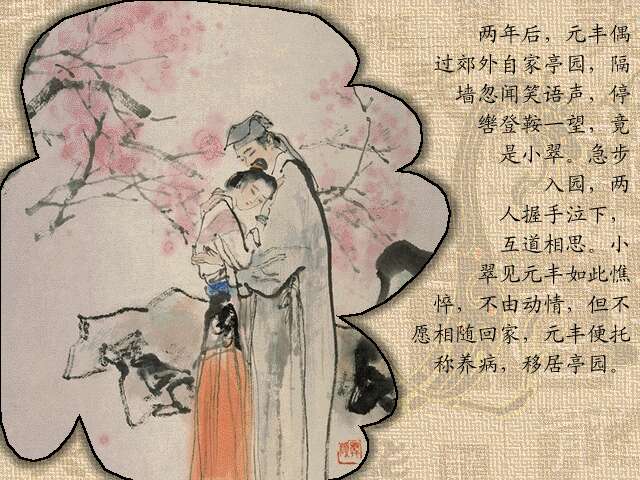 两年后，元丰偶
过郊外自家亭园，隔
墙忽闻笑语声，停
辔登鞍一望，竟
是小翠。急步
入园，两
人握手泣下，
互道相思。小
翠见元丰如此憔
悴，不由动情，但不
愿相随回家，元丰便托
称养病，移居亭园。